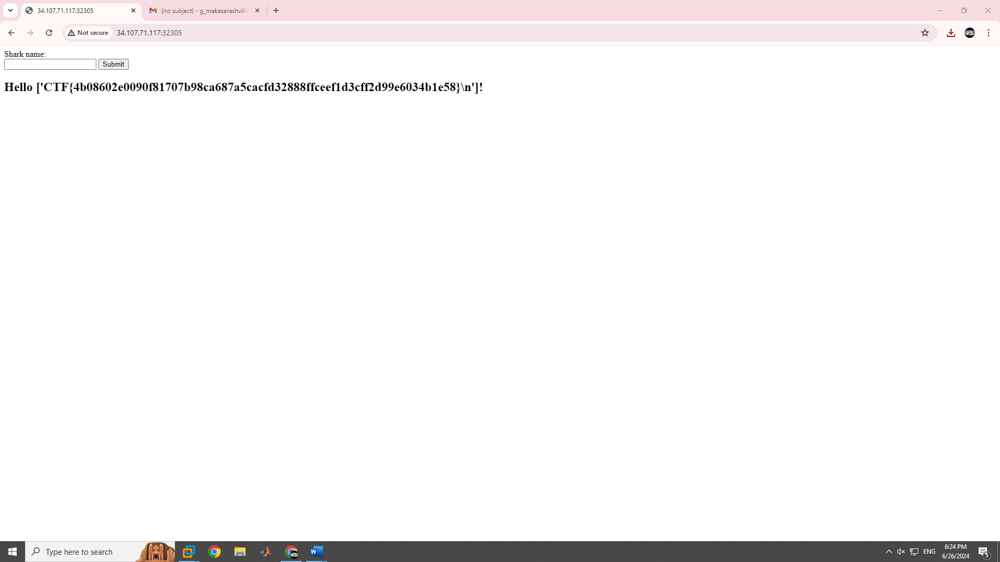 34.107.71.117:32305
(no subject) - g_makasarashvili
Not secure
34.107.71.117:32305
Shark name:
Submit
Hello ['CTF{4b08602e0090f81707b98ca687a5cacfd32888ffceef1d3cff2d99e6034b1e58}\n']!
Type here to search
ENG
6:24 PM
6/26/2024
5